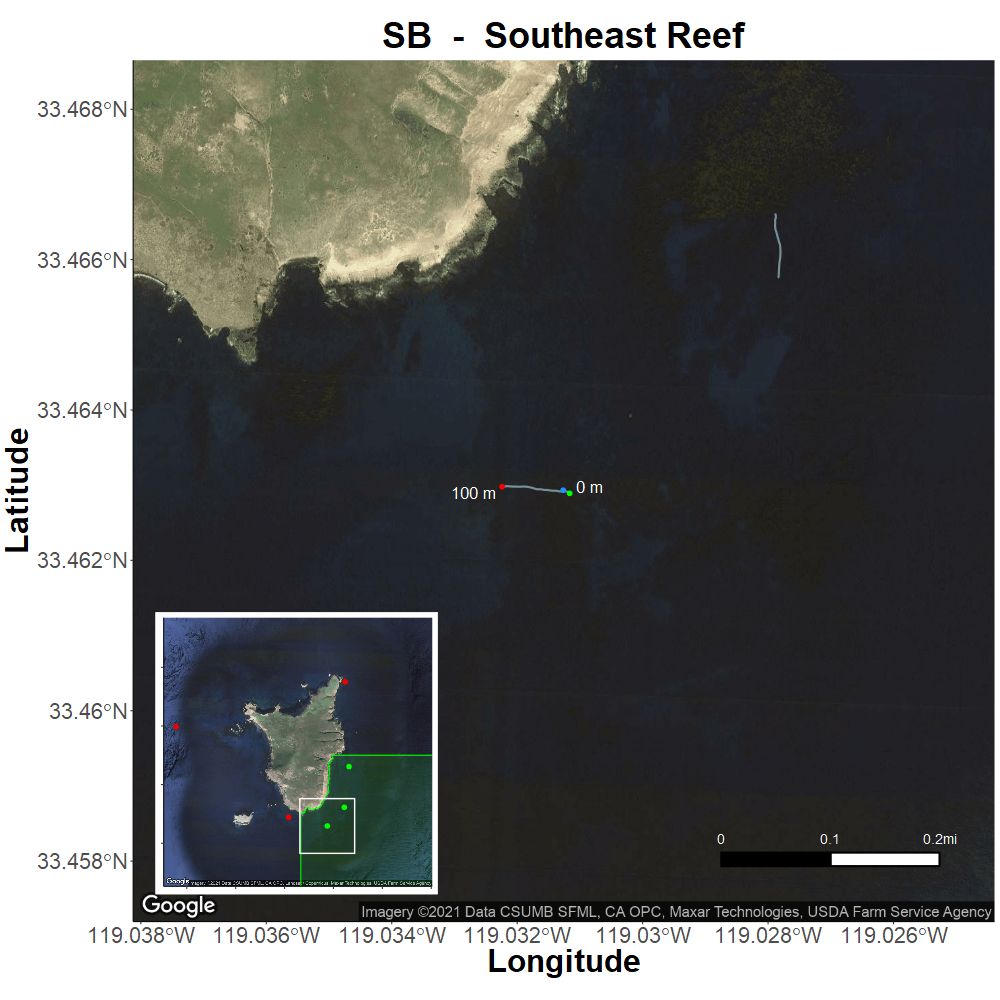 SB - Southeast Reef
33.468°N
33.466°N
33.464°N
33.462°N
33.46°N
33.458°N
Latitude
100 m
0 m
0 0.1 0.2mi
Google
Google
Imagery ©2021 Data CSUMB SFML, CA OPC, Maxar Technologies, USDA Farm Service Agency
119.038°W 119.036°W 119.034°W 119.032°W 119.03°W 119.028°W 119.026°W
Longitude